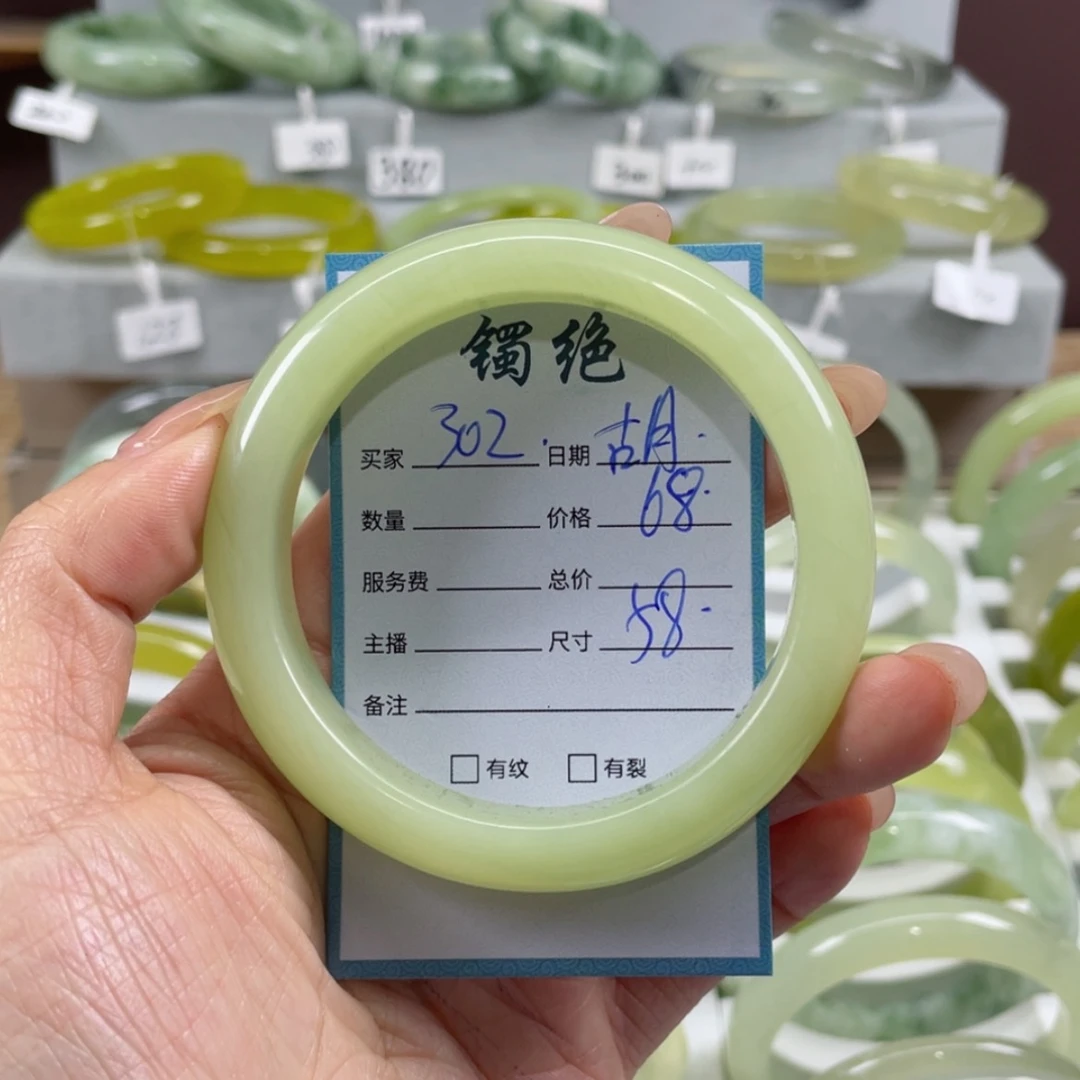 380
镯绝
买家 302. 日期 胡.
数量 价格 68.
服务费 总价
主播 尺寸 58.
备注
□有纹 □有裂